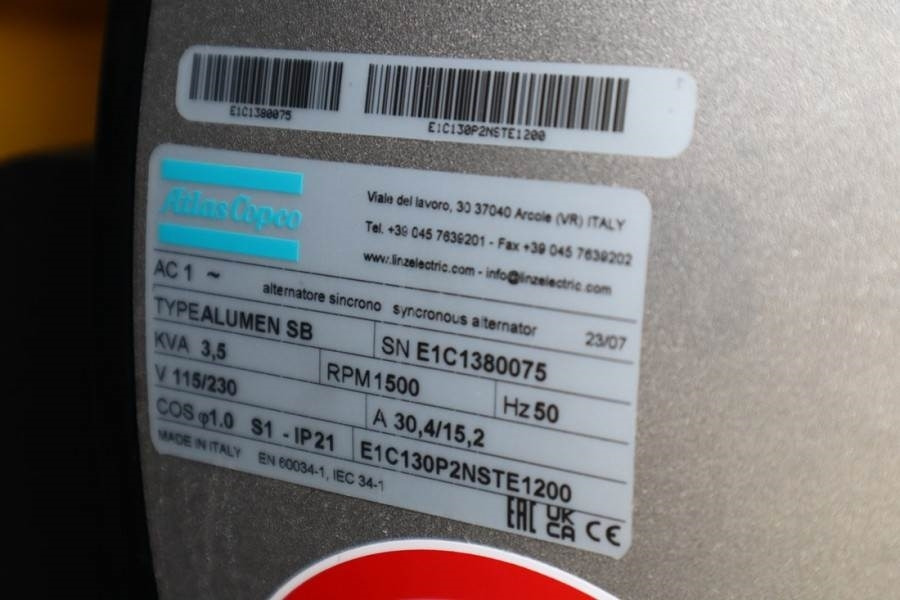 E1C1380075 E1C130P2NSTE1200
Atlas Copco
Viale del lavoro, 30 37040 Arcole (VR) ITALY
Tel. +39 045 7639201 - Fax +39 045 7639202
www.linzelectric.com - info@linzelectric.com
AC 1 ~ alternatore sincrono syncronous alternator 23/07
TYPE ALUMEN SB SN E1C1380075
KVA 3,5 RPM 1500 Hz 50
V 115/230 A 30,4/15,2
COS φ1.0 S1 - IP21 E1C130P2NSTE1200
MADE IN ITALY EN 60034-1, IEC 34-1 EAC UKCA CE